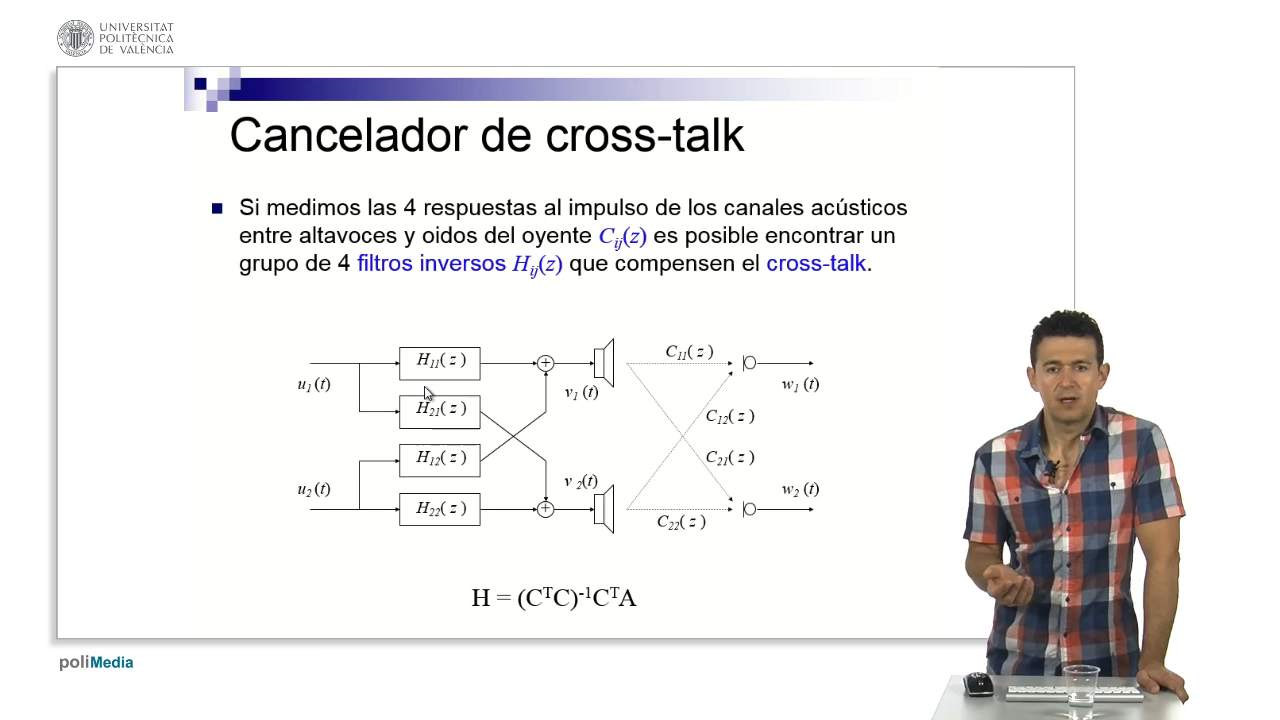 UNIVERSITAT
POLITÈCNICA
DE VALÈNCIA
Cancelador de cross-talk
Si medimos las 4 respuestas al impulso de los canales acústicos
entre altavoces y oidos del oyente Cij(z) es posible encontrar un
grupo de 4 filtros inversos Hij(z) que compensen el cross-talk.
H11( z )
C11( z )
u1 (t)
v1 (t)
w1 (t)
H21( z )
C12( z )
H12( z )
C21( z )
u2 (t)
v 2(t)
w2 (t)
H22( z )
C22( z )
H = (CTC)-1CTA
poliMedia